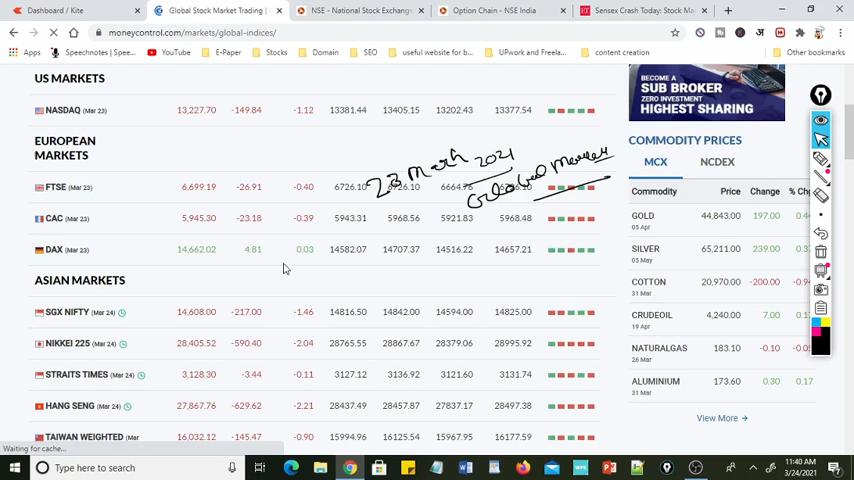 Dashboard / Kite
Global Stock Market Trading |
NSE - National Stock Exchange
Option Chain - NSE India
Sensex Crash Today: Stock Ma
moneycontrol.com/markets/global-indices/
Apps
Speechnotes | Speec...
YouTube
E-Paper
Stocks
Domain
SEO
useful website for b...
UPwork and Freela...
content creation
Other bookmarks
US MARKETS
NASDAQ (Mar 23) 13,227.70 -149.84 -1.12 13381.44 13405.15 13202.43 13377.54
EUROPEAN
MARKETS
23 March 2021
Global Market
FTSE (Mar 23) 6,699.19 -26.91 -0.40 6726.10 6726.10 6664.76
CAC (Mar 23) 5,945.30 -23.18 -0.39 5943.31 5968.56 5921.83 5968.48
DAX (Mar 23) 14,662.02 4.81 0.03 14582.07 14707.37 14516.22 14657.21
ASIAN MARKETS
SGX NIFTY (Mar 24) 14,608.00 -217.00 -1.46 14816.50 14842.00 14594.00 14825.00
NIKKEI 225 (Mar 24) 28,405.52 -590.40 -2.04 28765.55 28867.67 28379.06 28995.92
STRAITS TIMES (Mar 24) 3,128.30 -3.44 -0.11 3127.12 3136.92 3121.60 3131.74
HANG SENG (Mar 24) 27,867.76 -629.62 -2.21 28437.49 28457.87 27837.17 28497.38
TAIWAN WEIGHTED (Mar 16,032.12 -145.47 -0.90 15994.96 16125.54 15967.95 16177.59
BECOME A
SUB BROKER
ZERO INVESTMENT
HIGHEST SHARING
COMMODITY PRICES
MCX NCDEX
Commodity Price Change % Chg
GOLD 44,843.00 197.00 0.4
05 Apr
SILVER 65,211.00 239.00 0.3
05 May
COTTON 20,970.00 -200.00 -0.9
31 Mar
CRUDEOIL 4,240.00 7.00 0.1
19 Apr
NATURALGAS 183.10 -0.10 -0.0
26 Mar
ALUMINIUM 173.60 0.30 0.17
31 Mar
View More
Waiting for cache...
Type here to search
11:40 AM
3/24/2021